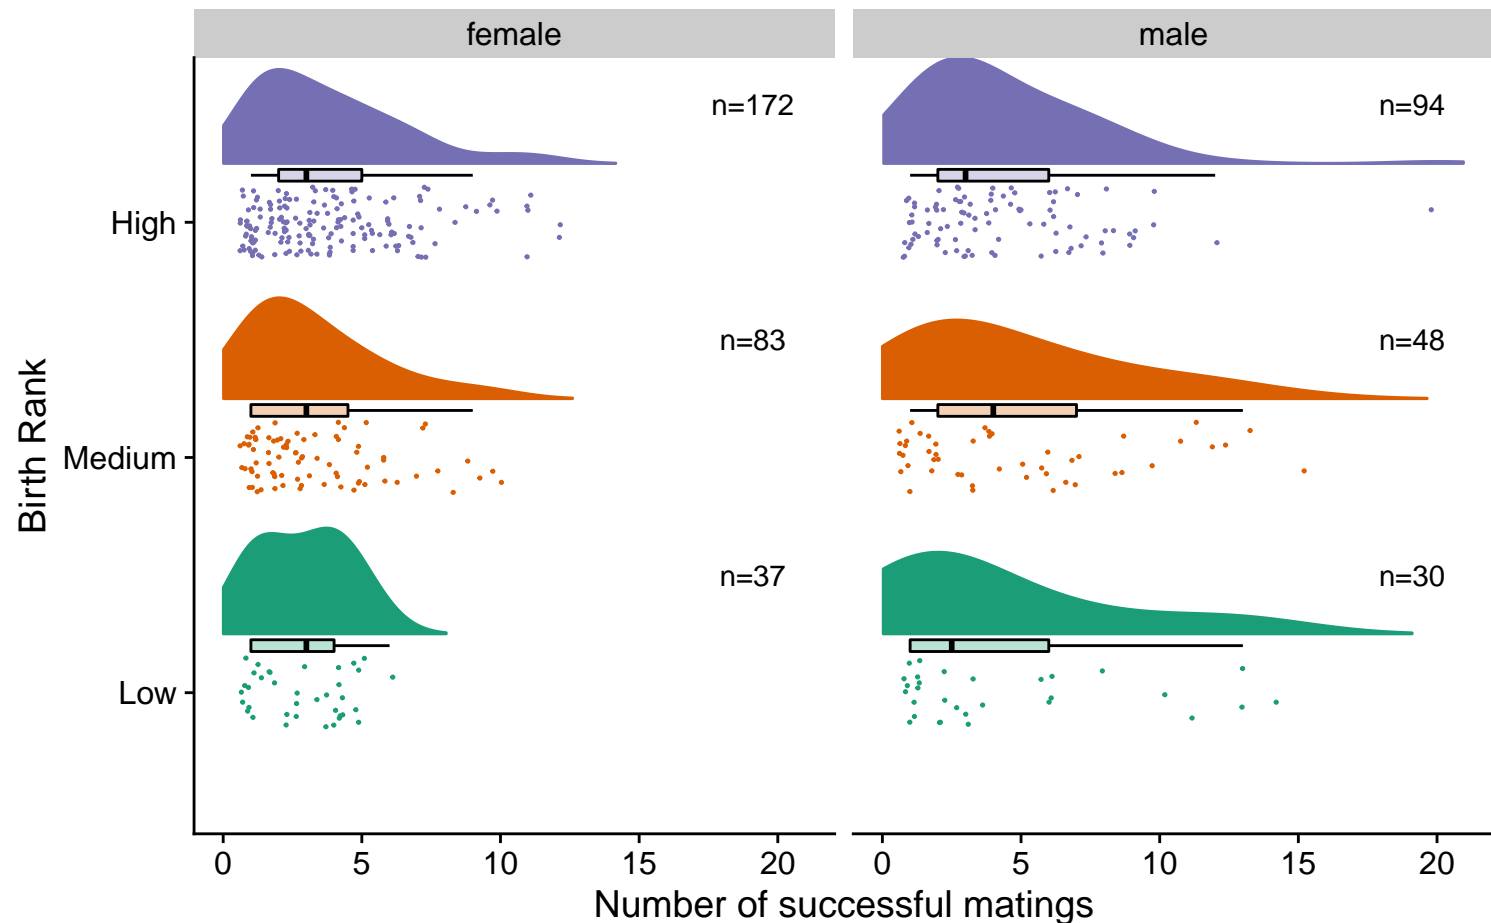 female
male
n=172
n=94
High
n=83
n=48
Medium
n=37
n=30
Low
Birth Rank
0 5 10 15 20
0 5 10 15 20
Number of successful matings